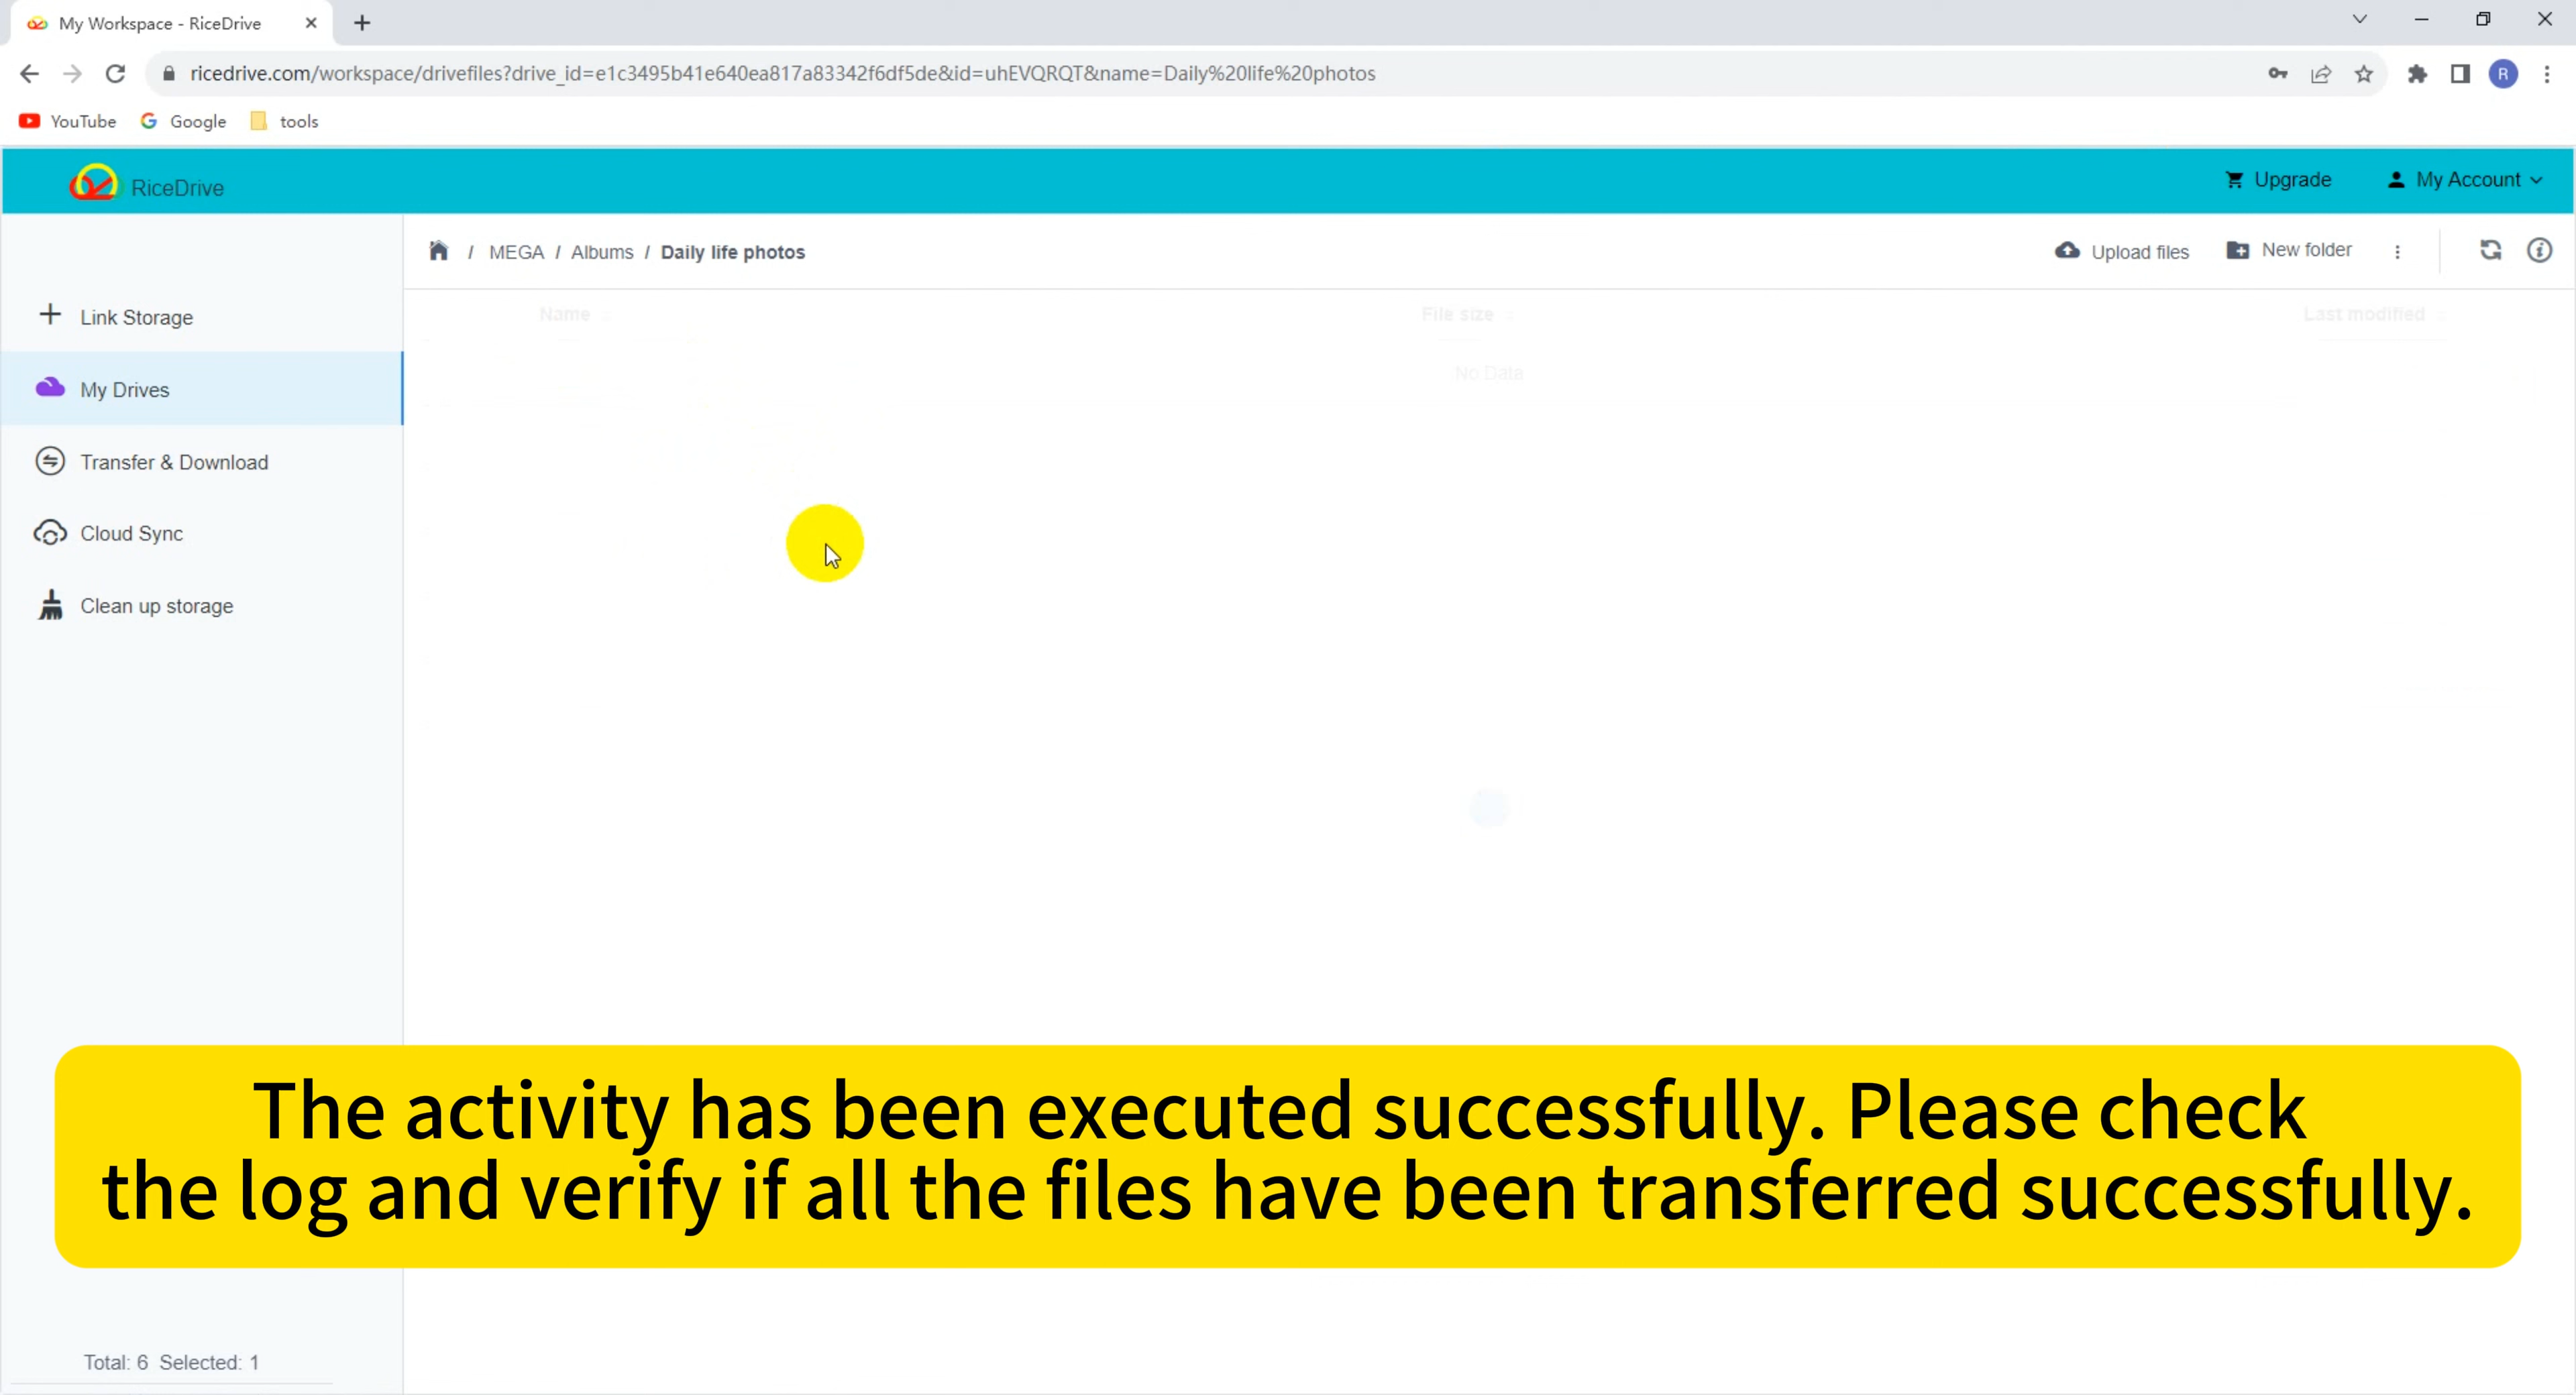 My Workspace - RiceDrive
ricedrive.com/workspace/drivefiles?drive_id=e1c3495b41e640ea817a83342f6df5de&id=uhEVQRQT&name=Daily%20life%20photos
R
YouTube Google tools
RiceDrive
Upgrade My Account
/ MEGA / Albums / Daily life photos
Upload files New folder
Name File size Last modified
No Data
Link Storage
My Drives
Transfer & Download
Cloud Sync
Clean up storage
The activity has been executed successfully. Please check
the log and verify if all the files have been transferred successfully.
Total: 6 Selected: 1